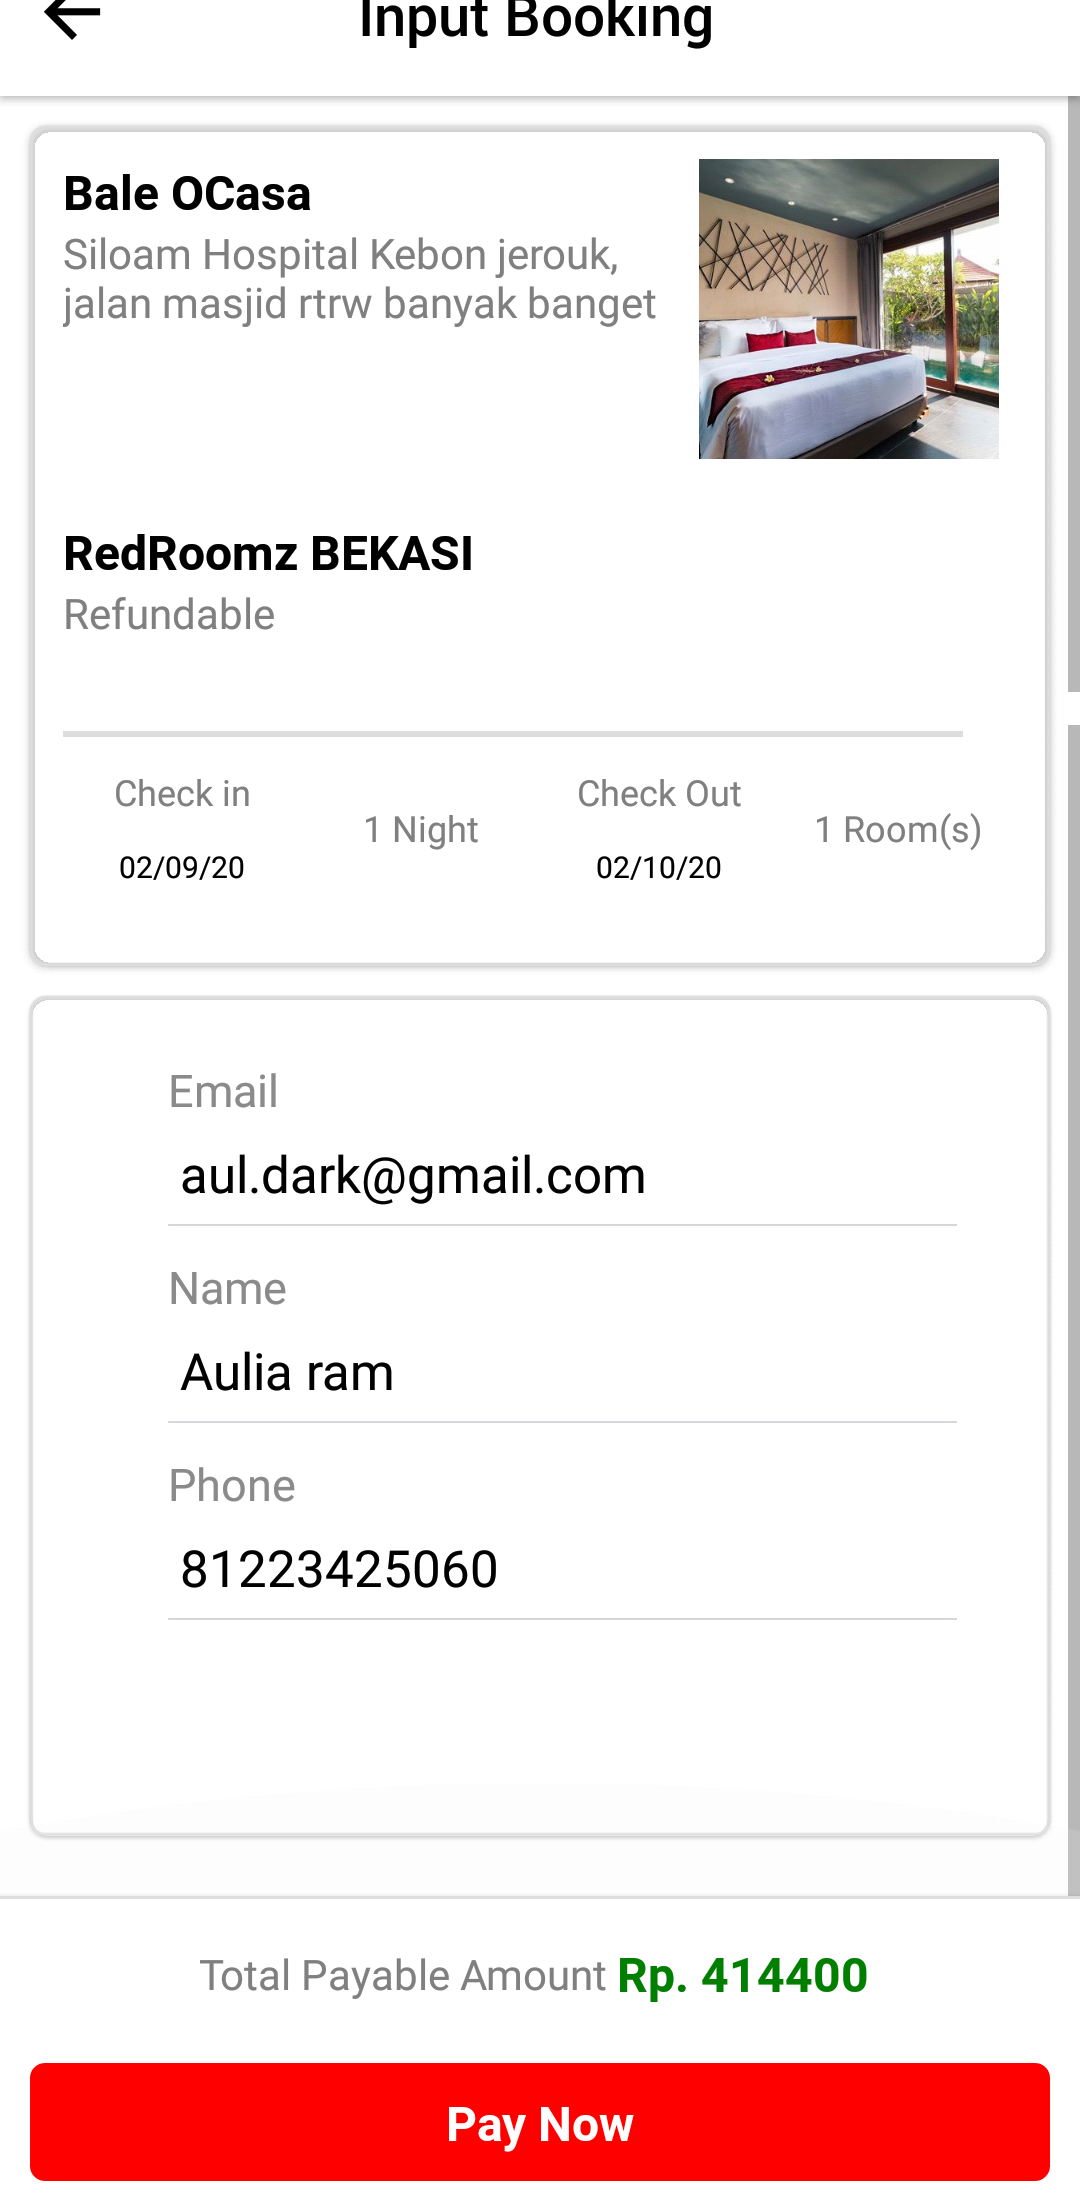 Input Booking
Bale OCasa
Siloam Hospital Kebon jerouk,
jalan masjid rtrw banyak banget
RedRoomz BEKASI
Refundable
Check in
1 Night
Check Out
1 Room(s)
02/09/20
02/10/20
Email
aul.dark@gmail.com
Name
Aulia ram
Phone
81223425060
Total Payable Amount Rp. 414400
Pay Now